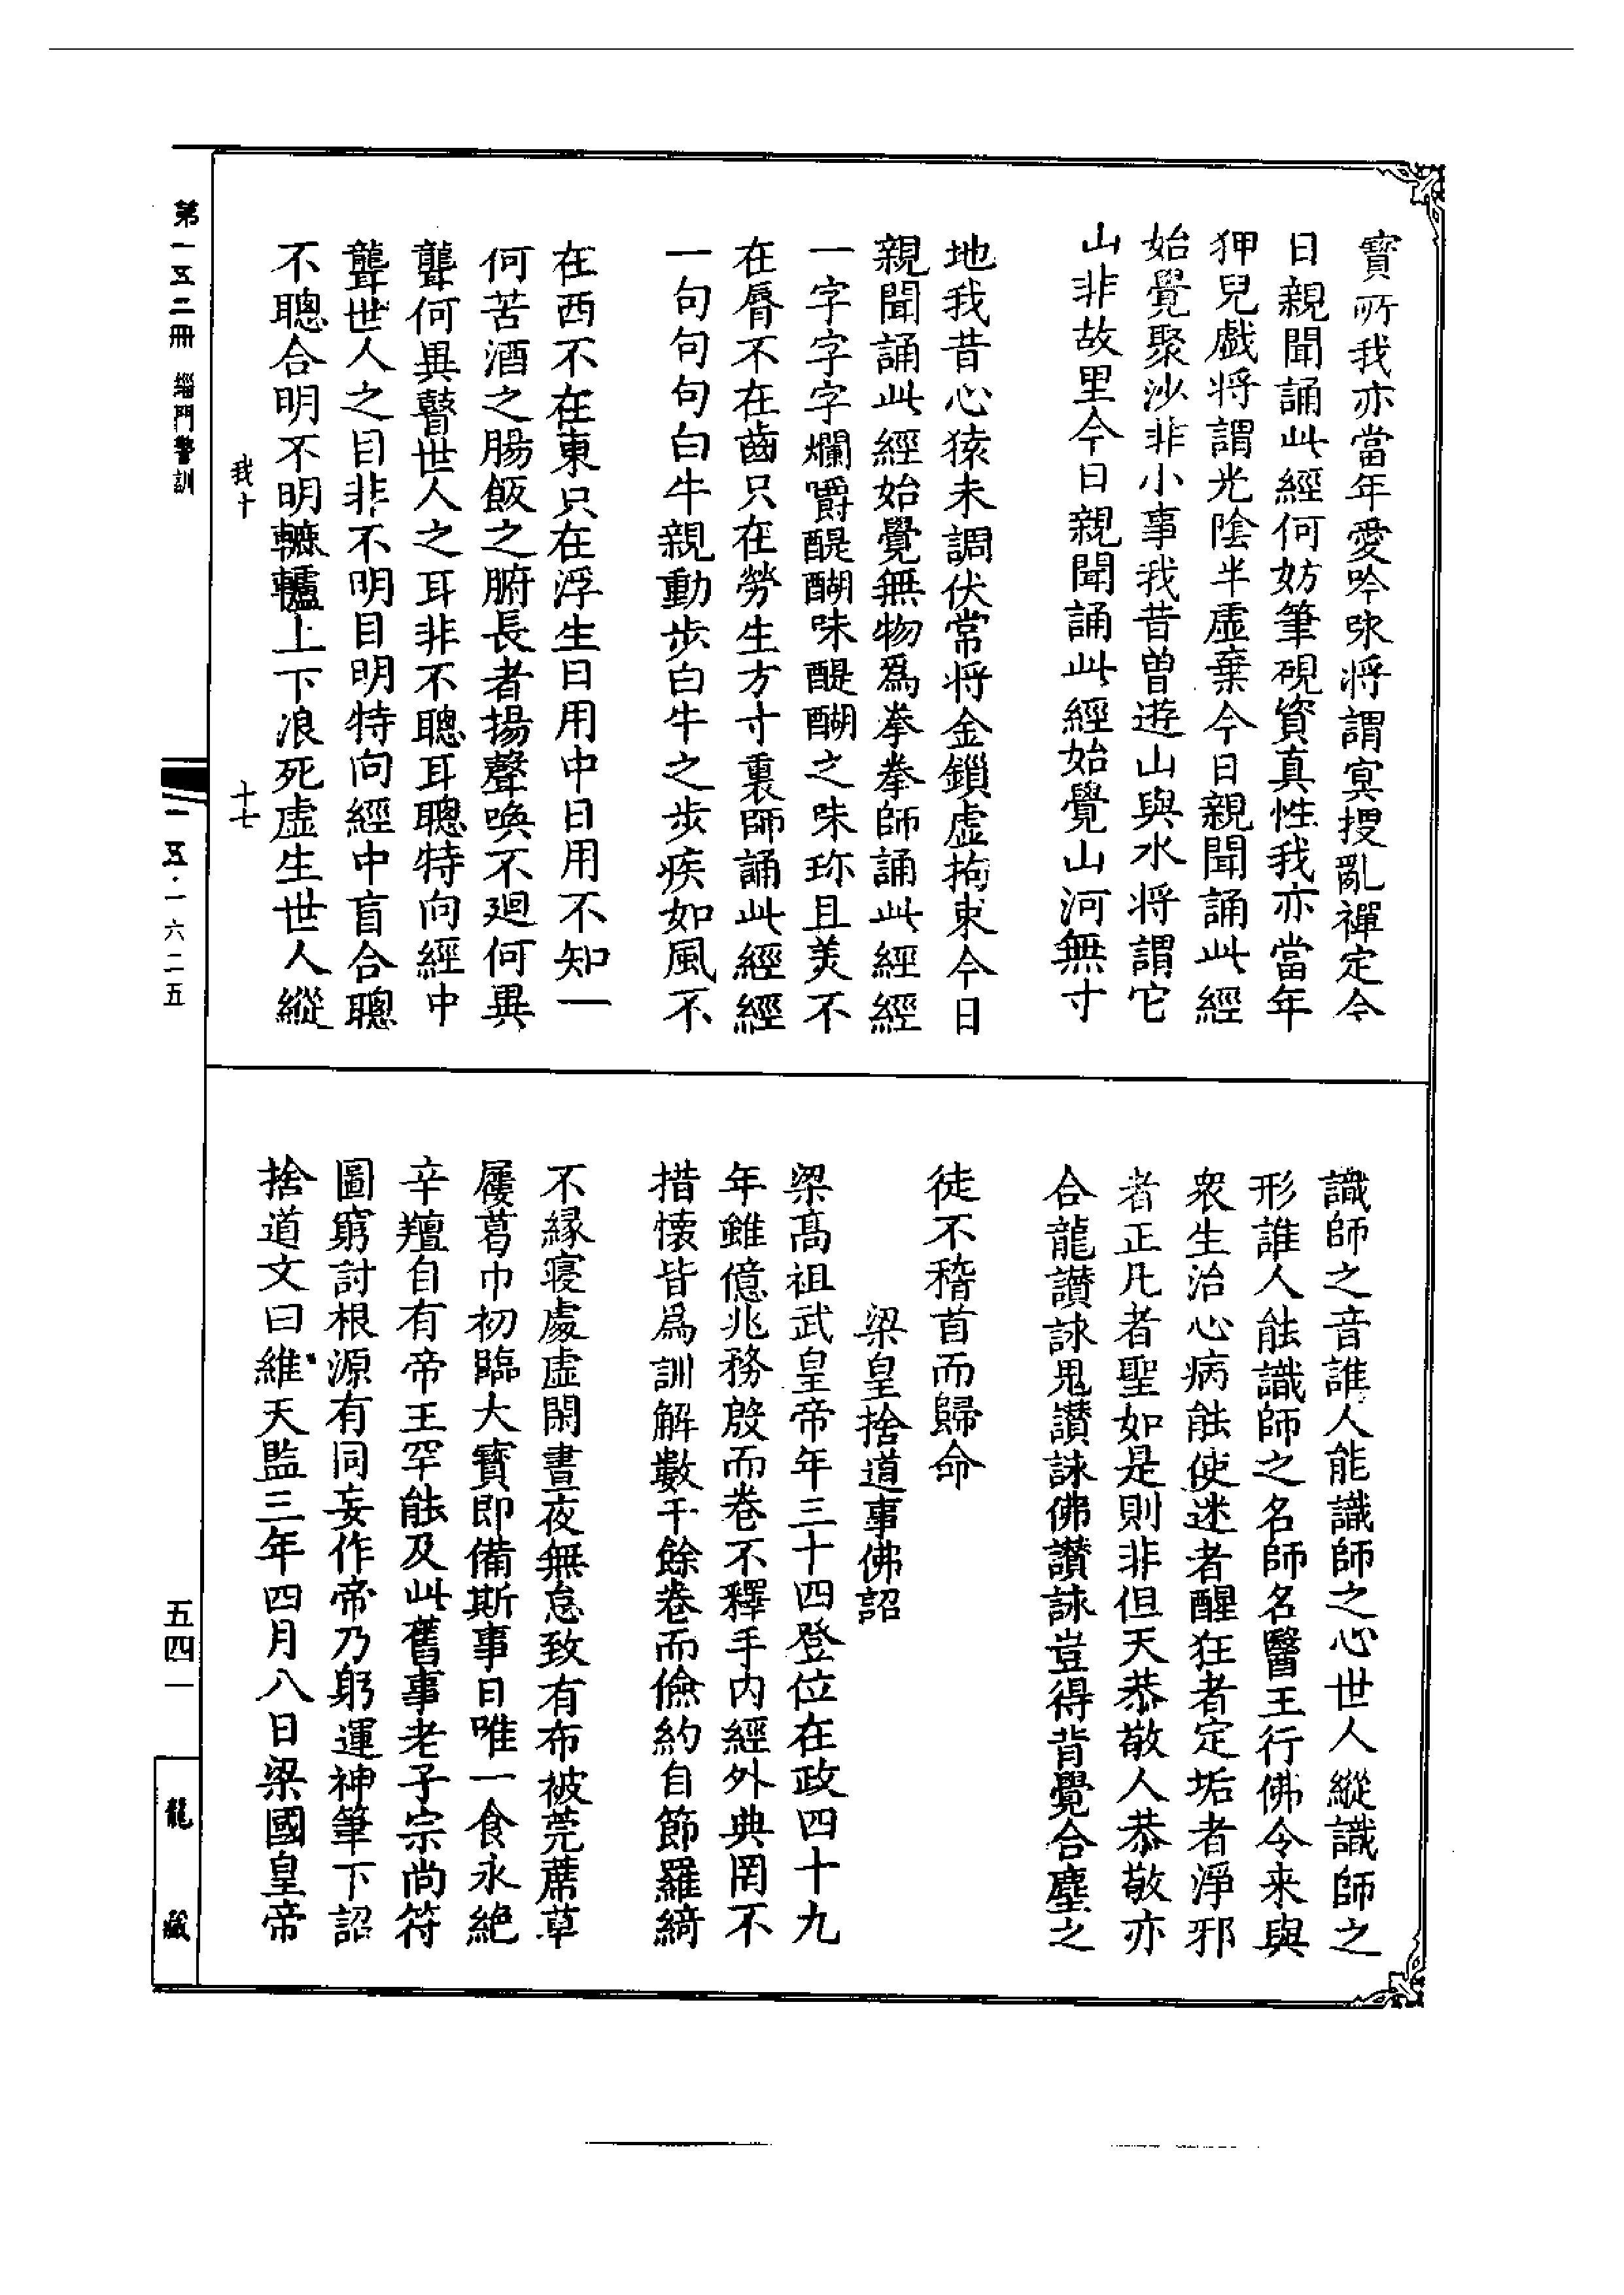 寶所我亦當年愛吟咏将謂㝠搜亂禪定今
日親聞誦此經何妨筆硯資真性我亦當年
狎兒戲将謂光隂半虛棄今日親聞誦此經
始覺聚沙非小事我昔曽遊山與水将謂它
山非故里今日親聞誦此經始覺山河無寸
地我昔心猿未調伏常将金鎖虛拘束今日
親聞誦此經始覺無物爲拳拳師誦此經經
一字字字爛嚼醍醐味醍醐之味珎且美不
在脣不在齒只在勞生方寸裏師誦此經經
一句句句白牛親動步白牛之步疾如風不
在西不在東只在浮生日用中日用不知一
何苦酒之腸飯之腑長者揚聲喚不廻何異
聾何異瞽世人之耳非不聰耳聰特向經中
聾世人之目非不明目明特向經中盲合聰
不聰合明不明轆轤上下浪死虛生世人縱
識師之音誰人能識師之心世人縱識師之
形誰人能識師之名師名醫王行佛令来與
衆生治心病能使迷者醒狂者定垢者淨邪
者正凡者聖如是則非但天恭敬人恭敬亦
合龍讃詠鬼讃詠佛讃詠豈得背覺合塵之
徒不稽首而歸命
梁皇捨道事佛詔
梁髙祖武皇帝年三十四登位在政四十九
年雖億兆務殷而卷不釋手内經外典罔不
措懐皆爲訓解數千餘卷而儉約自節羅綺
不緣寝處虛閑晝夜無怠致有布被莞蓆草
屨葛巾初臨大寳即備斯事日唯一食永絶
辛羶自有帝王罕能及此舊事老子宗尚符
圖窮討根源有同妄作帝乃躬運神筆下詔
捨道文曰維天監三年四月八日梁國皇帝
我十
十七
第一五二冊 緇門警訓
一五·一六二五
五四一
龍藏